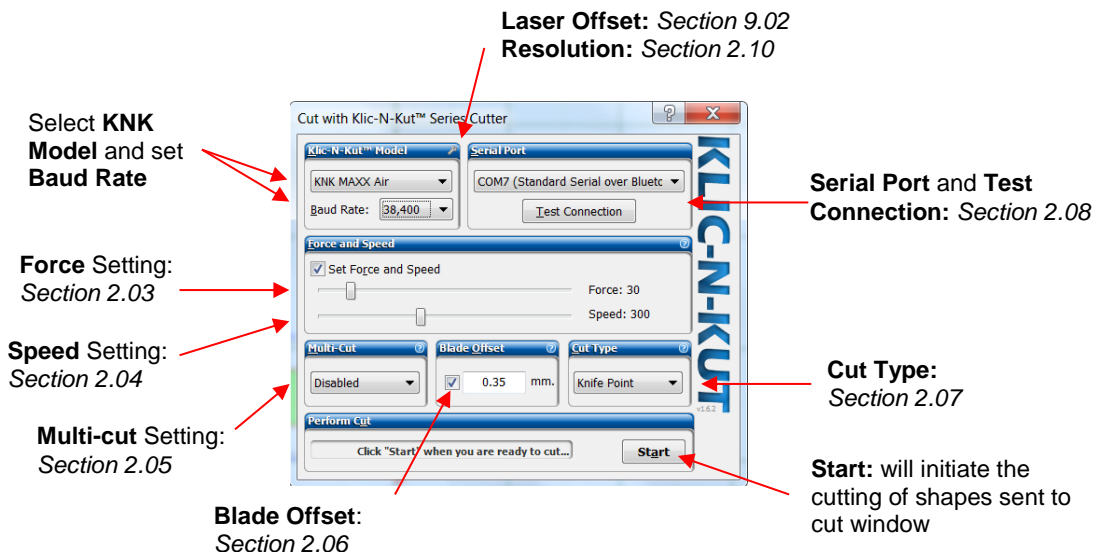 Laser Offset: Section 9.02
Resolution: Section 2.10
Select KNK
Model and set
Baud Rate
Force Setting:
Section 2.03
Speed Setting:
Section 2.04
Multi-cut Setting:
Section 2.05
Cut with Klic-N-Kut™ Series Cutter
Klic-N-Kut™ Model
Serial Port
KNK MAXX Air
COM7 (Standard Serial over Bluetc
Baud Rate: 38,400
Test Connection
Force and Speed
Set Force and Speed
Force: 30
Speed: 300
Multi-Cut
Blade Offset
Cut Type
Disabled
0.35 mm.
Knife Point
Perform Cut
Click "Start" when you are ready to cut...
Start
KLIC-N-KUT
v1.6.2
Serial Port and Test
Connection: Section 2.08
Cut Type:
Section 2.07
Start: will initiate the
cutting of shapes sent to
cut window
Blade Offset:
Section 2.06